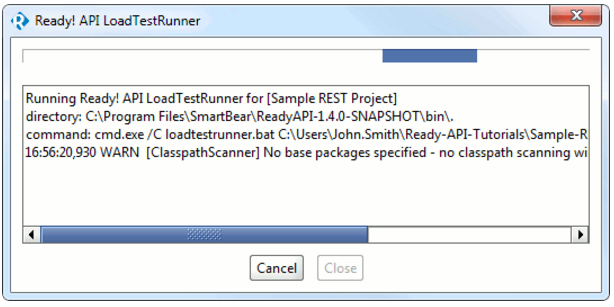 Ready! API LoadTestRunner
Running Ready! API LoadTestRunner for [Sample REST Project]
directory: C:\Program Files\SmartBear\ReadyAPI-1.4.0-SNAPSHOT\bin\.
command: cmd.exe /C loadtestrunner.bat C:\Users\John.Smith\Ready-API-Tutorials\Sample-R
16:56:20,930 WARN  [ClasspathScanner] No base packages specified - no classpath scanning wi
Cancel Close